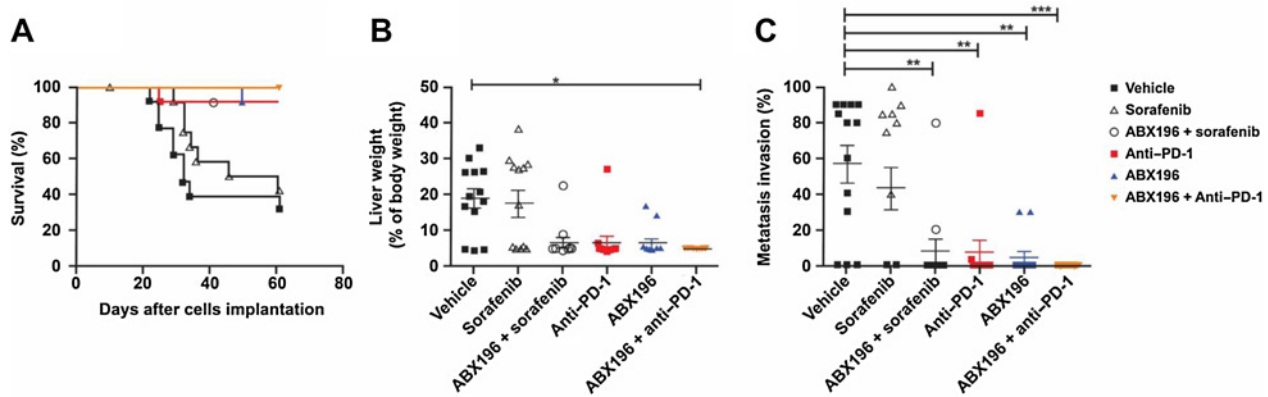 A
Survival (%)
100
80
60
40
20
0
0 20 40 60 80
Days after cells implantation
B
*
Liver weight
(% of body weight)
50
40
30
20
10
0
Vehicle
Sorafenib
ABX196 + sorafenib
Anti–PD-1
ABX196
ABX196 + anti–PD-1
C
***
**
**
**
Metatasis invasion (%)
100
80
60
40
20
0
Vehicle
Sorafenib
ABX196 + sorafenib
Anti–PD-1
ABX196
ABX196 + anti–PD-1
Vehicle
Sorafenib
ABX196 + sorafenib
Anti–PD-1
ABX196
ABX196 + Anti–PD-1